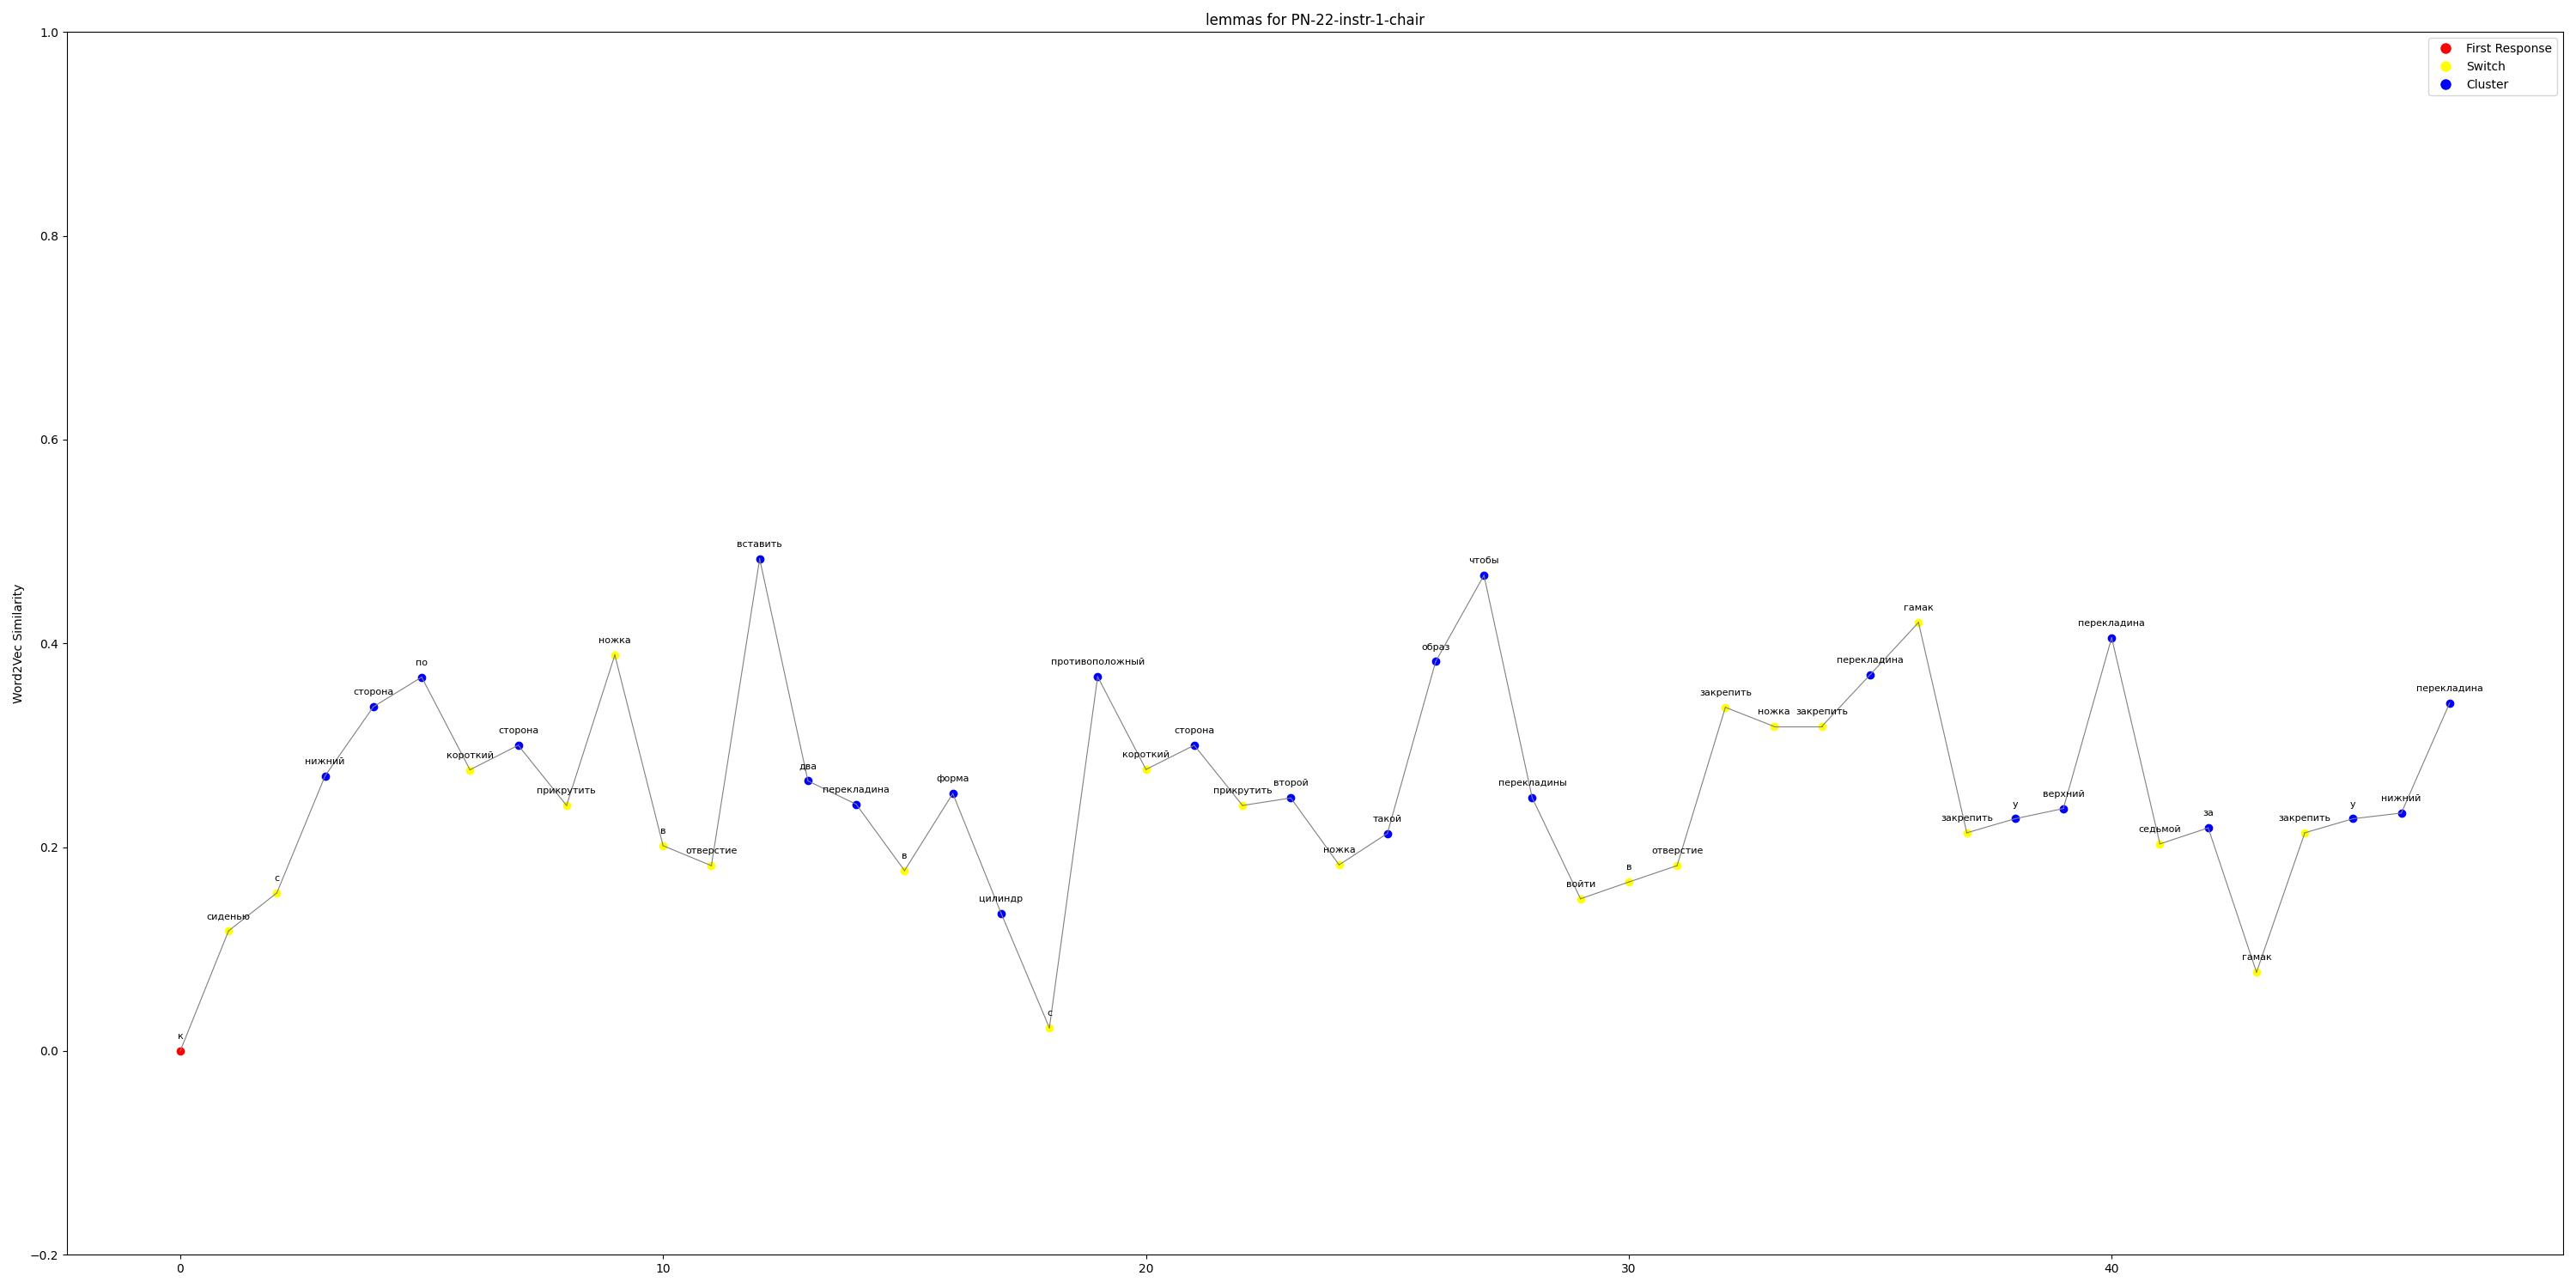 lemmas for PN-22-instr-1-chair
First Response
Switch
Cluster
Word2Vec Similarity
1.0
0.8
0.6
0.4
0.2
0.0
−0.2
0
10
20
30
40
к
сиденью
с
нижний
сторона
по
короткий
сторона
прикрутить
ножка
в
отверстие
вставить
два
перекладина
в
форма
цилиндр
с
противоположный
короткий
сторона
прикрутить
второй
ножка
такой
образ
чтобы
перекладины
войти
в
отверстие
закрепить
ножка
закрепить
перекладина
гамак
закрепить
у
верхний
перекладина
седьмой
за
гамак
закрепить
у
нижний
перекладина